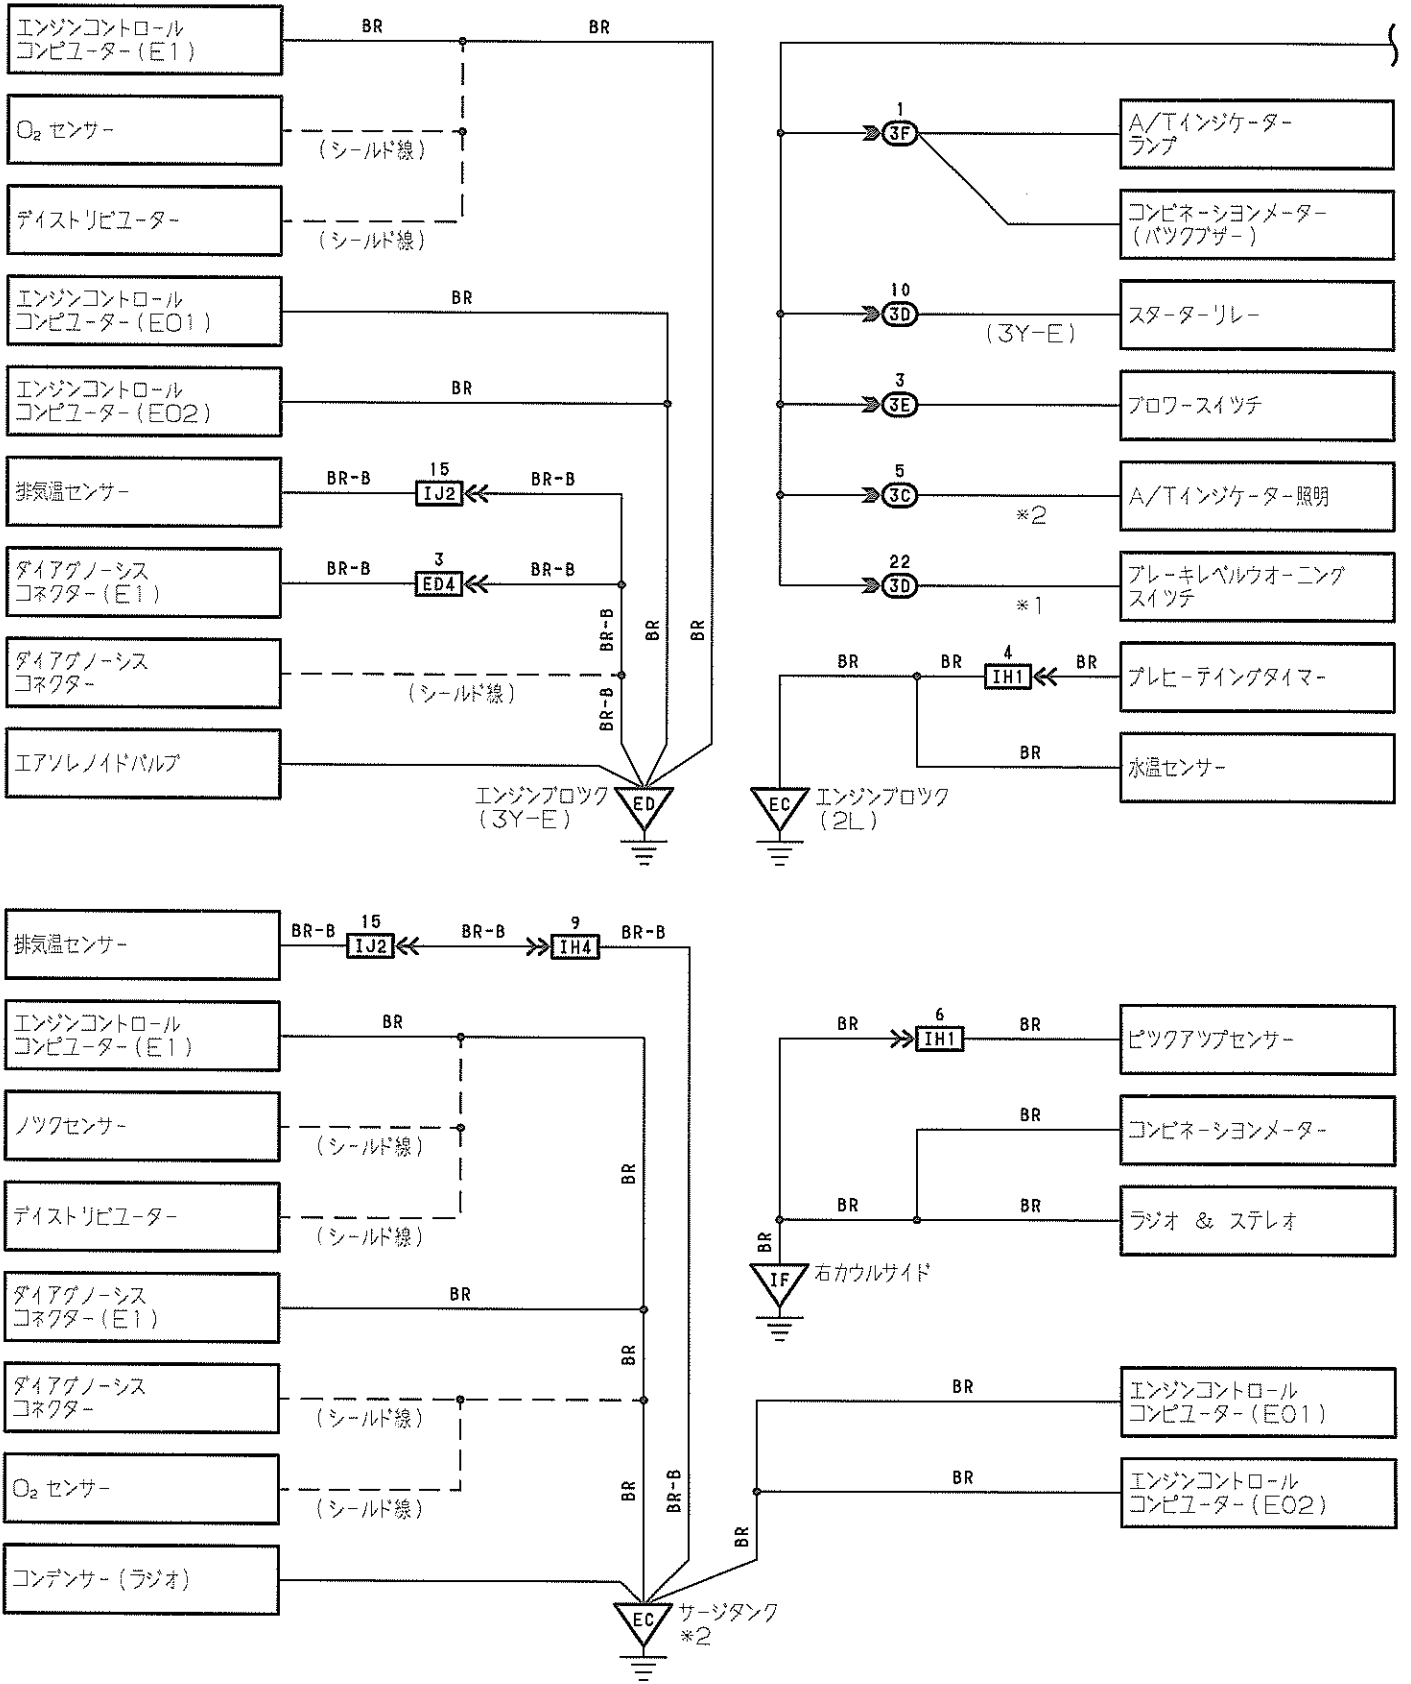 エンジンコントロール
コンピユーター(E1)
BR
BR
O₂ センサー
(シールド線)
デイストリビユーター
(シールド線)
エンジンコントロール
コンピユーター(E01)
BR
エンジンコントロール
コンピユーター(E02)
BR
排気温センサー
BR-B
15
IJ2
BR-B
ダイアグノーシス
コネクター(E1)
BR-B
3
ED4
BR-B
BR-B
BR
BR
ダイアグノーシス
コネクター
(シールド線)
BR-B
エアソレノイドバルブ
エンジンブロツク
(3Y-E)
ED
1
3F
A/Tインジケーター
ランプ
コンビネーシヨンメーター
(バツクブザー)
10
3D
(3Y-E)
スターターリレー
3
3E
ブロワースイツチ
5
3C
*2
A/Tインジケーター照明
22
3D
*1
ブレーキレベルウオーニング
スイツチ
BR
BR
4
IH1
BR
プレヒーテイングタイマー
BR
水温センサー
EC
エンジンブロツク
(2L)
排気温センサー
BR-B
15
IJ2
BR-B
9
IH4
BR-B
エンジンコントロール
コンピユーター(E1)
BR
ノツクセンサー
(シールド線)
BR
デイストリビユーター
(シールド線)
ダイアグノーシス
コネクター(E1)
BR
BR
ダイアグノーシス
コネクター
(シールド線)
O₂ センサー
(シールド線)
BR
BR-B
コンデンサー(ラジオ)
EC
サージタンク
*2
BR
6
IH1
BR
ピツクアツプセンサー
BR
コンビネーシヨンメーター
BR
BR
ラジオ & ステレオ
BR
IF
右カウルサイド
BR
エンジンコントロール
コンピユーター(E01)
BR
エンジンコントロール
コンピユーター(E02)
BR